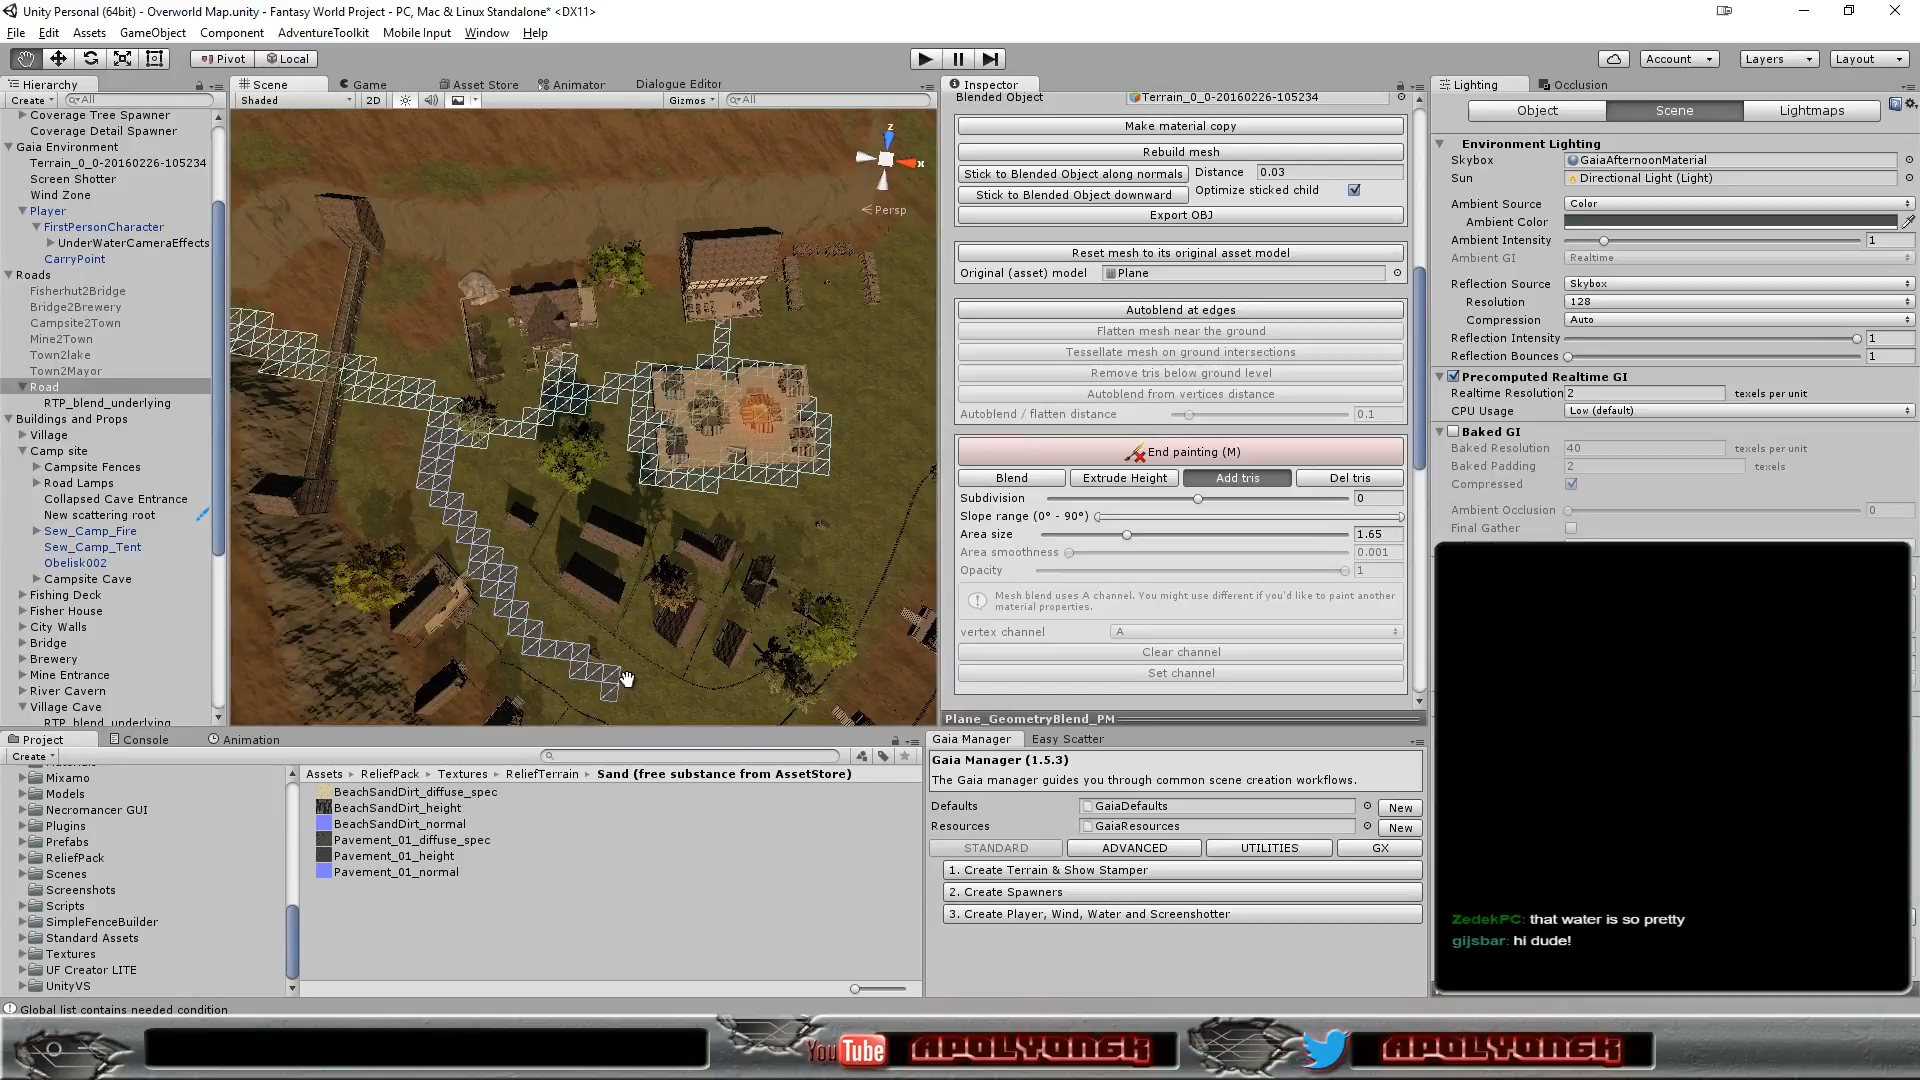 Unity Personal (64bit) - Overworld Map.unity - Fantasy World Project - PC, Mac & Linux Standalone* <DX11>
File Edit Assets GameObject Component AdventureToolkit Mobile Input Window Help
Pivot Local Account Layers Layout
Hierarchy
Create All
Coverage Tree Spawner
Coverage Detail Spawner
Gaia Environment
Terrain_0_0-20160226-105234
Screen Shotter
Wind Zone
Player
FirstPersonCharacter
UnderWaterCameraEffects
CarryPoint
Roads
Fisherhut2Bridge
Bridge2Brewery
Campsite2Town
Mine2Town
Town2lake
Town2Mayor
Road
RTP_blend_underlying
Buildings and Props
Village
Camp site
Campsite Fences
Road Lamps
Collapsed Cave Entrance
New scattering root
Sew_Camp_Fire
Sew_Camp_Tent
Obelisk002
Campsite Cave
Fishing Deck
Fisher House
City Walls
Bridge
Brewery
Mine Entrance
River Cavern
Village Cave
RTP_blend_underlying
Scene Game Asset Store Animator Dialogue Editor
Shaded 2D Gizmos All
z
x
Persp
Inspector
Blended Object Terrain_0_0-20160226-105234
Make material copy
Rebuild mesh
Stick to Blended Object along normals Distance 0.03
Stick to Blended Object downward Optimize sticked child
Export OBJ
Reset mesh to its original asset model
Original (asset) model Plane
Autoblend at edges
Flatten mesh near the ground
Tessellate mesh on ground intersections
Remove tris below ground level
Autoblend from vertices distance
Autoblend / flatten distance 0.1
End painting (M)
Blend Extrude Height Add tris Del tris
Subdivision 0
Slope range (0° - 90°)
Area size 1.65
Area smoothness 0.001
Opacity 1
Mesh blend uses A channel. You might use different if you'd like to paint another
material properties.
vertex channel A
Clear channel
Set channel
Plane_GeometryBlend_PM
Lighting Occlusion
Object Scene Lightmaps
Environment Lighting
Skybox GaiaAfternoonMaterial
Sun Directional Light (Light)
Ambient Source Color
Ambient Color
Ambient Intensity 1
Ambient GI Realtime
Reflection Source Skybox
Resolution 128
Compression Auto
Reflection Intensity 1
Reflection Bounces 1
Precomputed Realtime GI
Realtime Resolution 2 texels per unit
CPU Usage Low (default)
Baked GI
Baked Resolution 40 texels per unit
Baked Padding 2 texels
Compressed
Ambient Occlusion 0
Final Gather
ZedekPC: that water is so pretty
gijsbar: hi dude!
Project Console Animation
Create
Mixamo
Models
Necromancer GUI
Plugins
Prefabs
ReliefPack
Scenes
Screenshots
Scripts
SimpleFenceBuilder
Standard Assets
Textures
UF Creator LITE
UnityVS
Assets ReliefPack Textures ReliefTerrain Sand (free substance from AssetStore)
BeachSandDirt_diffuse_spec
BeachSandDirt_height
BeachSandDirt_normal
Pavement_01_diffuse_spec
Pavement_01_height
Pavement_01_normal
Gaia Manager Easy Scatter
Gaia Manager (1.5.3)
The Gaia manager guides you through common scene creation workflows.
Defaults GaiaDefaults New
Resources GaiaResources New
STANDARD ADVANCED UTILITIES GX
1. Create Terrain & Show Stamper
2. Create Spawners
3. Create Player, Wind, Water and Screenshotter
Global list contains needed condition
YouTube APOLYONGK APOLYONGK